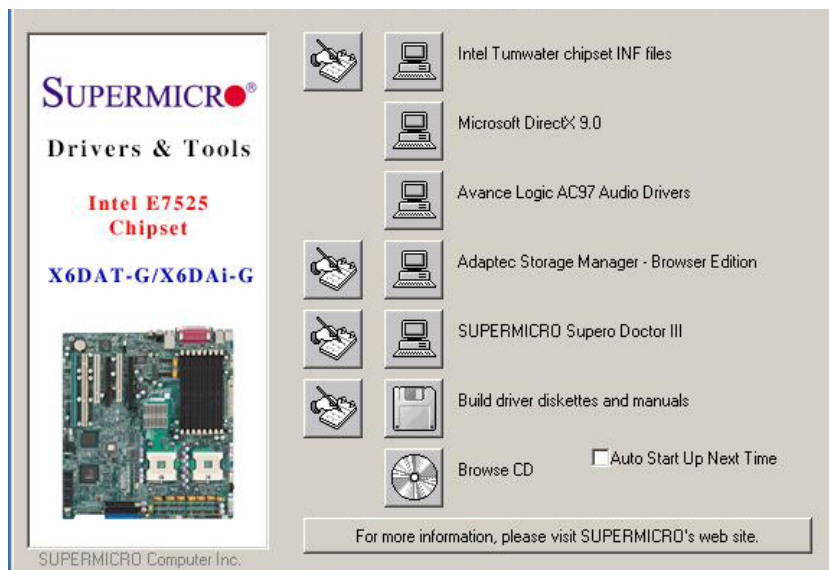 SUPERMICRO®
Drivers & Tools
Intel E7525
Chipset
X6DAT-G/X6DAi-G
SUPERMICRO Computer Inc.
Intel Tumwater chipset INF files
Microsoft DirectX 9.0
Avance Logic AC97 Audio Drivers
Adaptec Storage Manager - Browser Edition
SUPERMICRO Supero Doctor III
Build driver diskettes and manuals
Browse CD
Auto Start Up Next Time
For more information, please visit SUPERMICRO's web site.